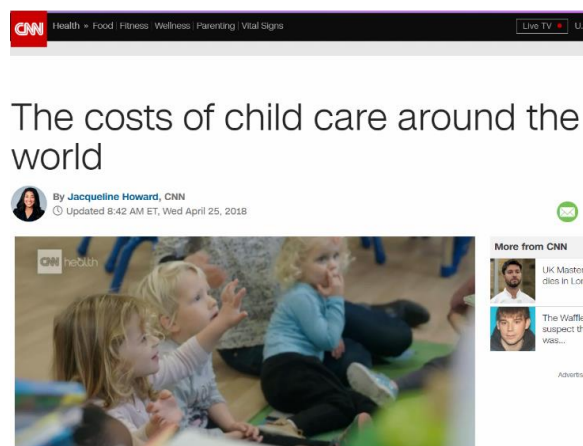 CNN Health » Food | Fitness | Wellness | Parenting | Vital Signs Live TV U.
The costs of child care around the
world
By Jacqueline Howard, CNN
Updated 8:42 AM ET, Wed April 25, 2018
CNN health
More from CNN
UK Master
dies in Lor
The Waffle
suspect th
was...
Adverti